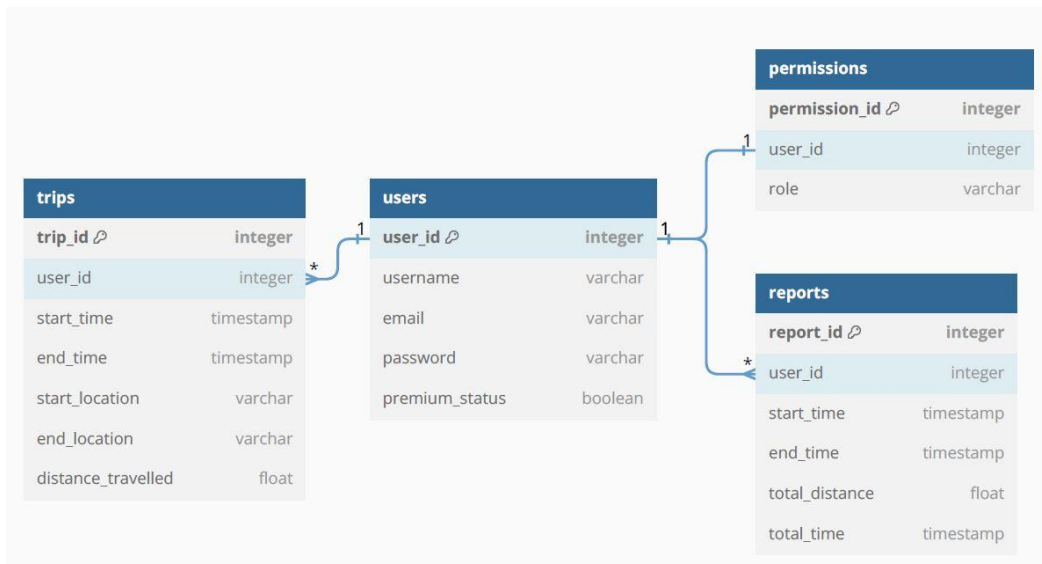 trips
trip_id integer
user_id integer
start_time timestamp
end_time timestamp
start_location varchar
end_location varchar
distance_travelled float
*
1
users
user_id integer
username varchar
email varchar
password varchar
premium_status boolean
1
1
permissions
permission_id integer
user_id integer
role varchar
*
reports
report_id integer
user_id integer
start_time timestamp
end_time timestamp
total_distance float
total_time timestamp